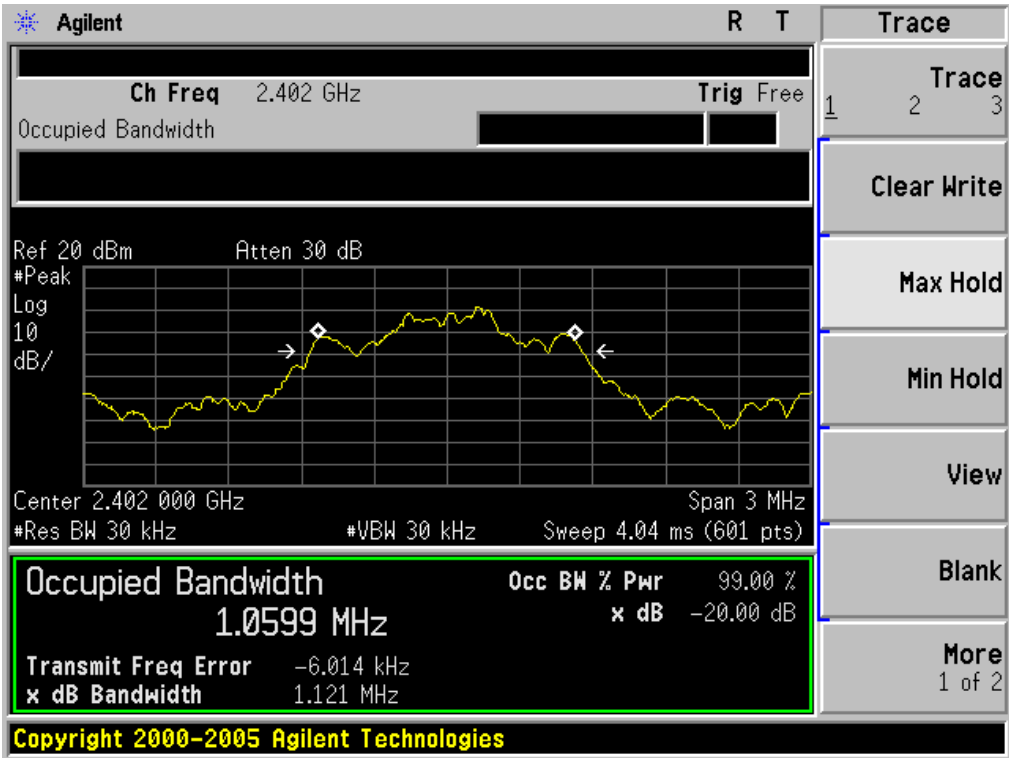 Agilent R T
Ch Freq 2.402 GHz Trig Free
Occupied Bandwidth
Ref 20 dBm Atten 30 dB
#Peak
Log
10
dB/
Center 2.402 000 GHz Span 3 MHz
#Res BW 30 kHz #VBW 30 kHz Sweep 4.04 ms (601 pts)
Occupied Bandwidth Occ BW % Pwr 99.00 %
1.0599 MHz x dB -20.00 dB
Transmit Freq Error -6.014 kHz
x dB Bandwidth 1.121 MHz
Copyright 2000-2005 Agilent Technologies
Trace
Trace
1 2 3
Clear Write
Max Hold
Min Hold
View
Blank
More
1 of 2